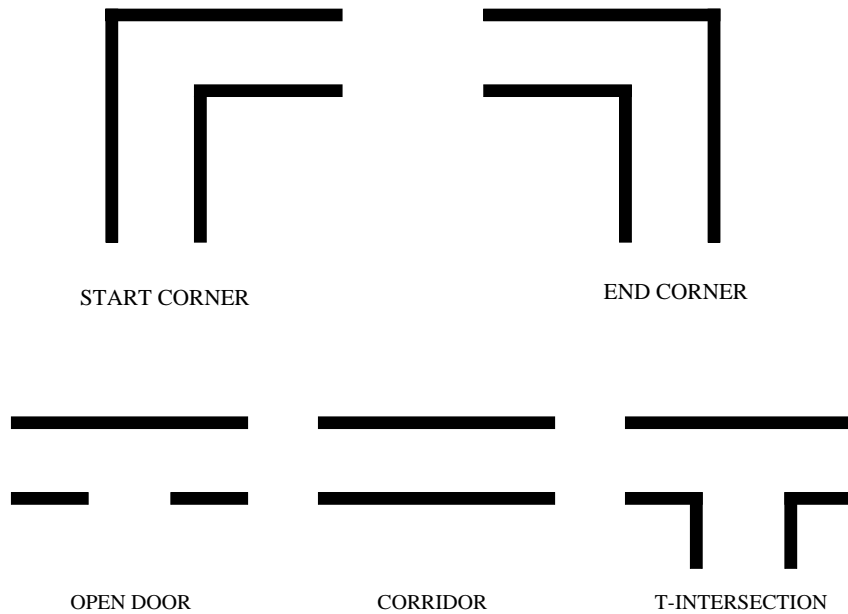 START CORNER
END CORNER
OPEN DOOR
CORRIDOR
T-INTERSECTION